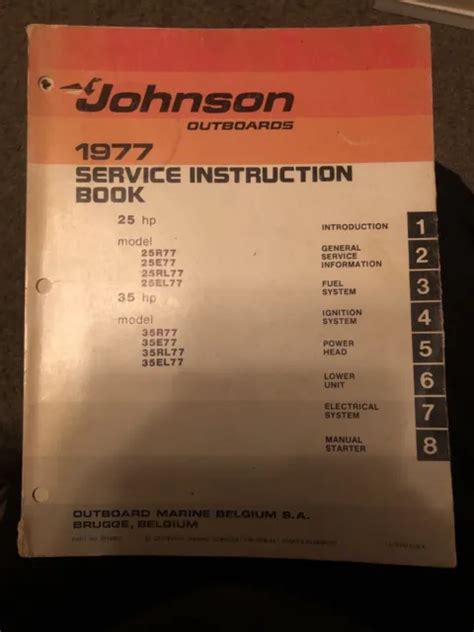 Johnson
OUTBOARDS
1977
SERVICE INSTRUCTION
BOOK
25 hp
model
25R77
25E77
25RL77
25EL77
35 hp
model
35R77
35E77
35RL77
35EL77
INTRODUCTION 1
GENERAL
SERVICE
INFORMATION 2
FUEL
SYSTEM 3
IGNITION
SYSTEM 4
POWER
HEAD 5
LOWER
UNIT 6
ELECTRICAL
SYSTEM 7
MANUAL
STARTER 8
OUTBOARD MARINE BELGIUM S.A.
BRUGGE, BELGIUM